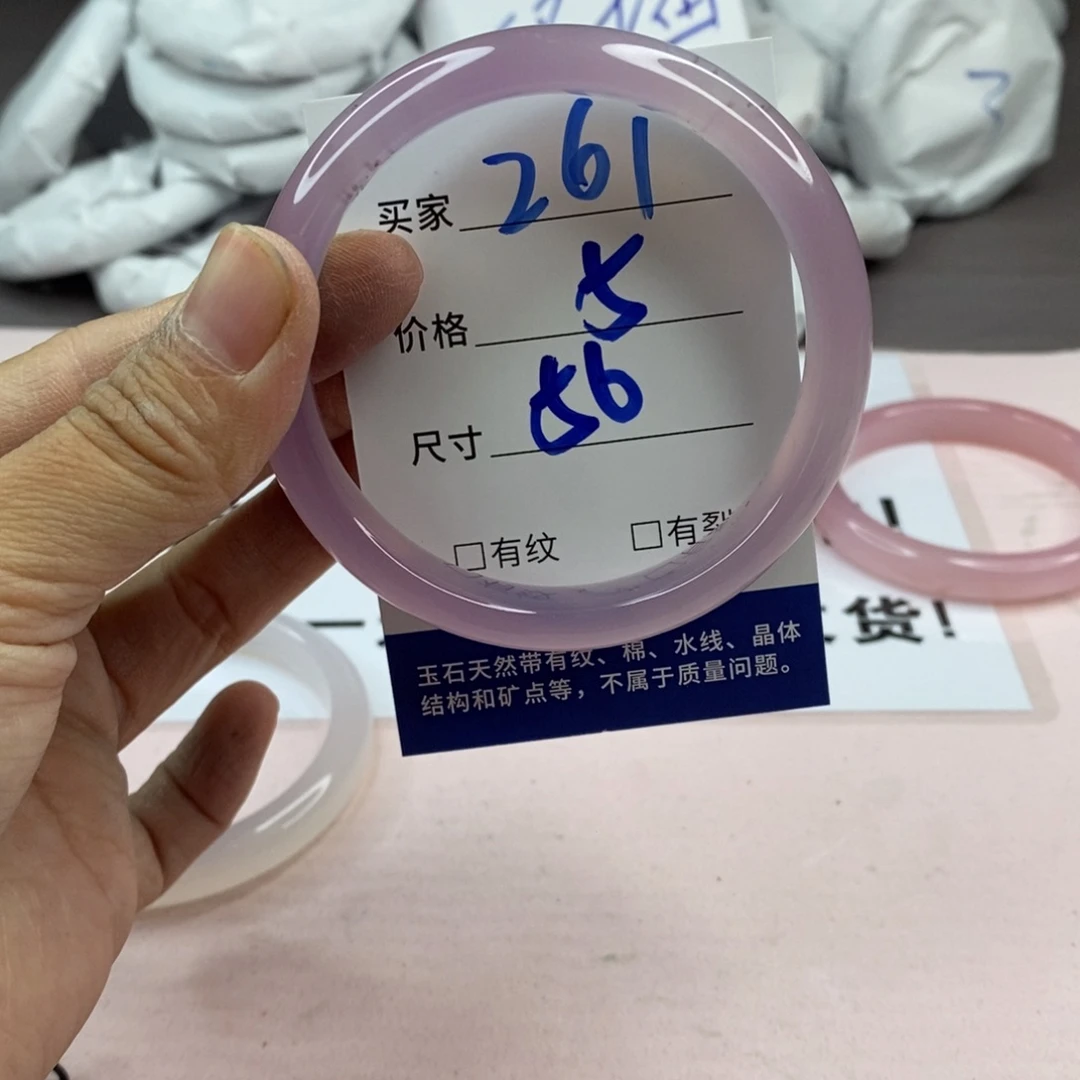 买家 261
价格 5
尺寸 56
□有纹 □有裂
玉石天然带有纹、棉、水线、晶体
结构和矿点等，不属于质量问题。
货!